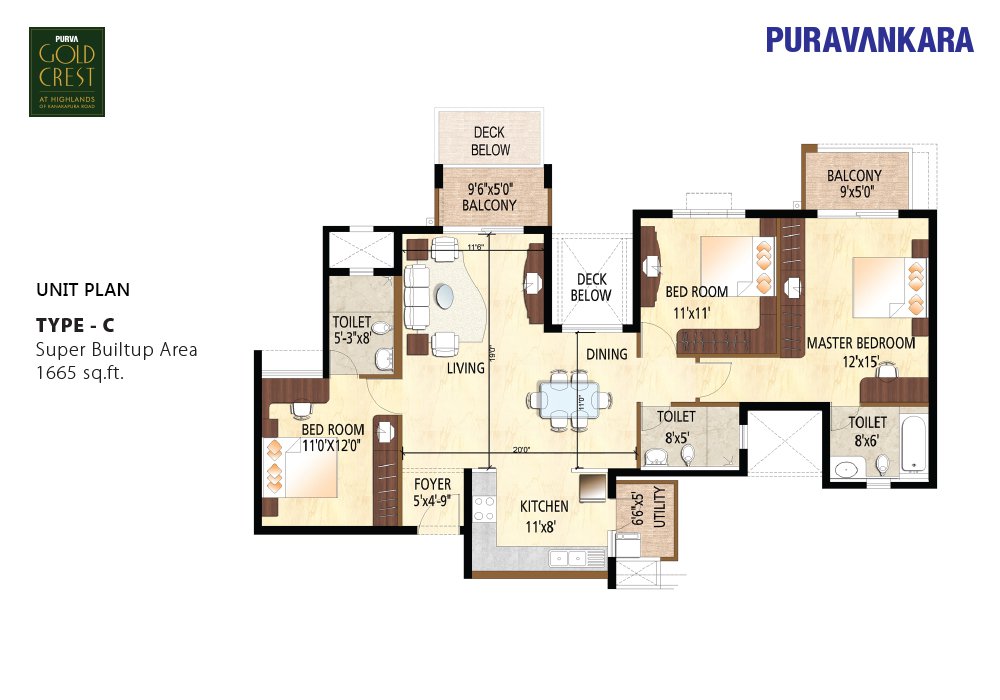 PURVA
GOLD
CREST
AT HIGHLANDS
OF KANAKAPURA ROAD
PURAVANKARA
UNIT PLAN
TYPE - C
Super Builtup Area
1665 sq.ft.
DECK
BELOW
9'6"x5'0"
BALCONY
BALCONY
9'x5'0"
11'6"
DECK
BELOW
BED ROOM
11'x11'
TOILET
5'-3"x8'
LIVING
19'0"
DINING
11'0"
MASTER BEDROOM
12'x15'
BED ROOM
11'0'X12'0"
TOILET
8'x5'
TOILET
8'x6'
20'0"
FOYER
5'x4'-9"
KITCHEN
11'x8'
6'6"x5'
UTILITY